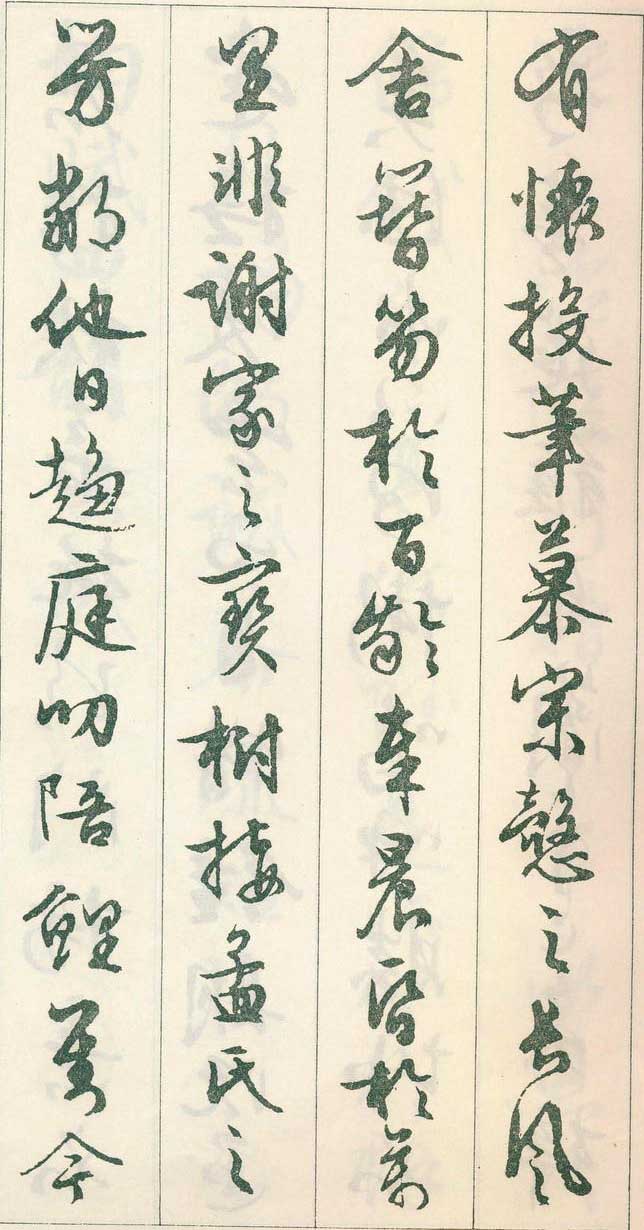 有懷投筆慕宗慤之長風
舍簪笏於百齡奉晨昏於萬
里非謝家之寶樹接孟氏之
芳鄰他日趨庭叨陪鯉對今